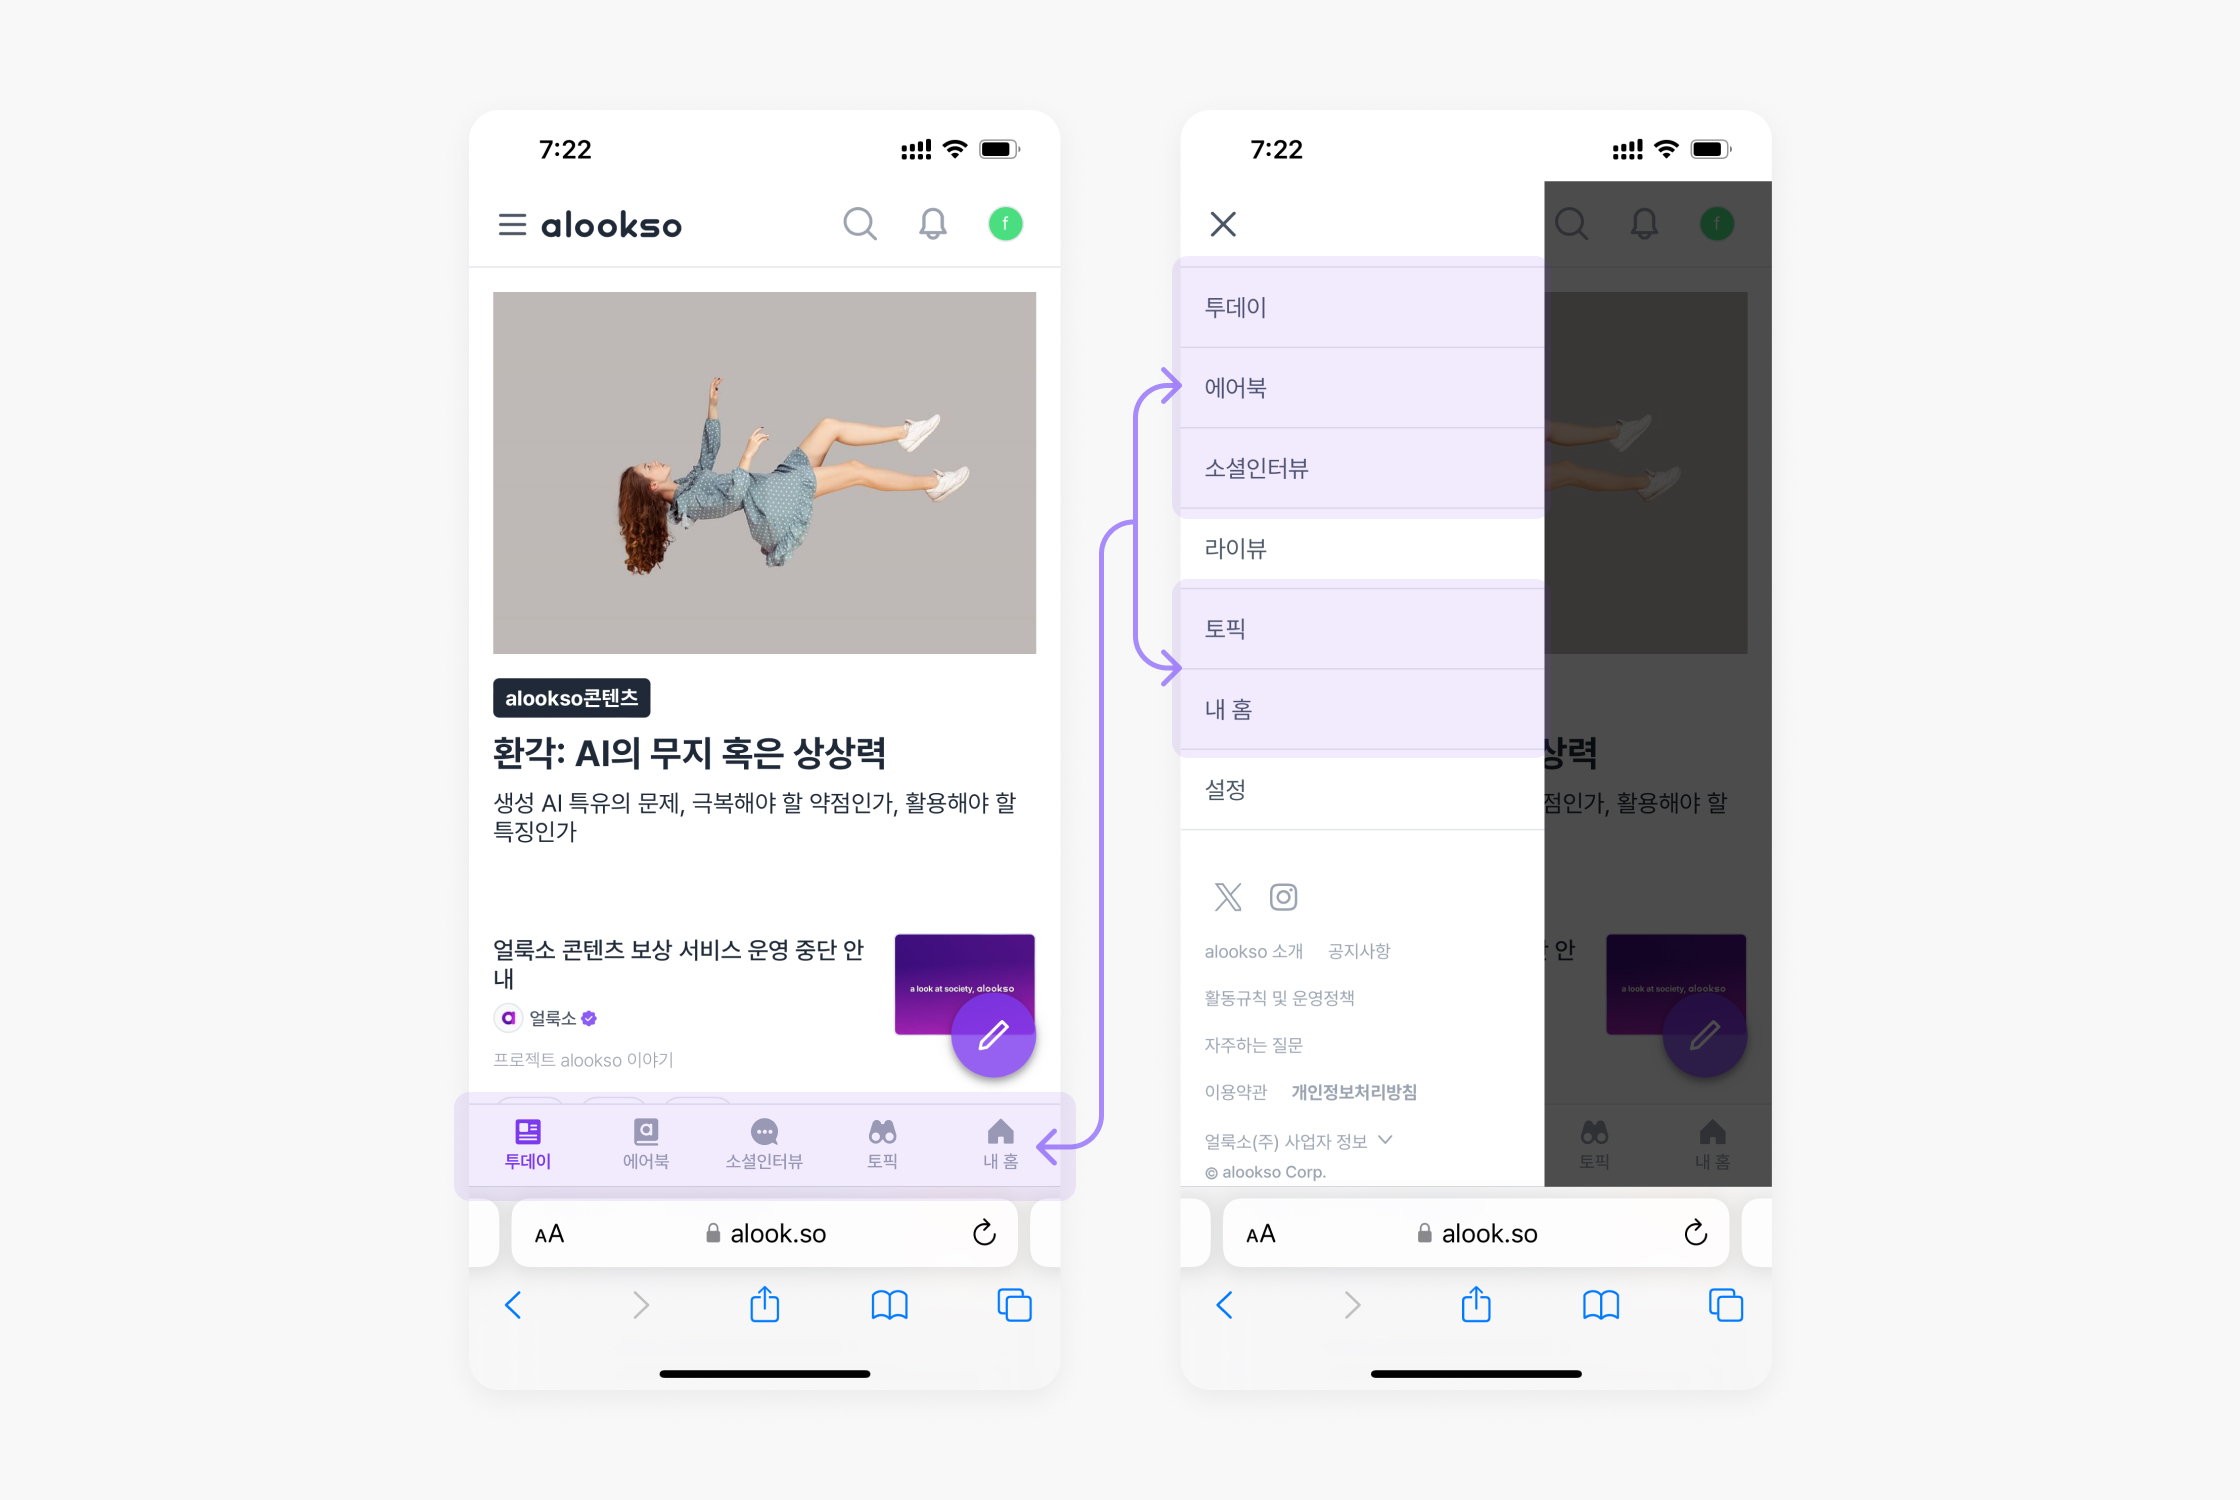 7:22
alookso
f
alookso콘텐츠
환각: AI의 무지 혹은 상상력
생성 AI 특유의 문제, 극복해야 할 약점인가, 활용해야 할
특징인가
얼룩소 콘텐츠 보상 서비스 운영 중단 안
내
a look at society, alookso
얼룩소
프로젝트 alookso 이야기
투데이
에어북
소셜인터뷰
토픽
내 홈
AA
alook.so
7:22
f
투데이
에어북
소셜인터뷰
라이뷰
토픽
내 홈
설정
상력
점인가, 활용해야 할
안
a look at society, alookso
alookso 소개 공지사항
활동규칙 및 운영정책
자주하는 질문
이용약관 개인정보처리방침
얼룩소(주) 사업자 정보
© alookso Corp.
토픽
내 홈
AA
alook.so